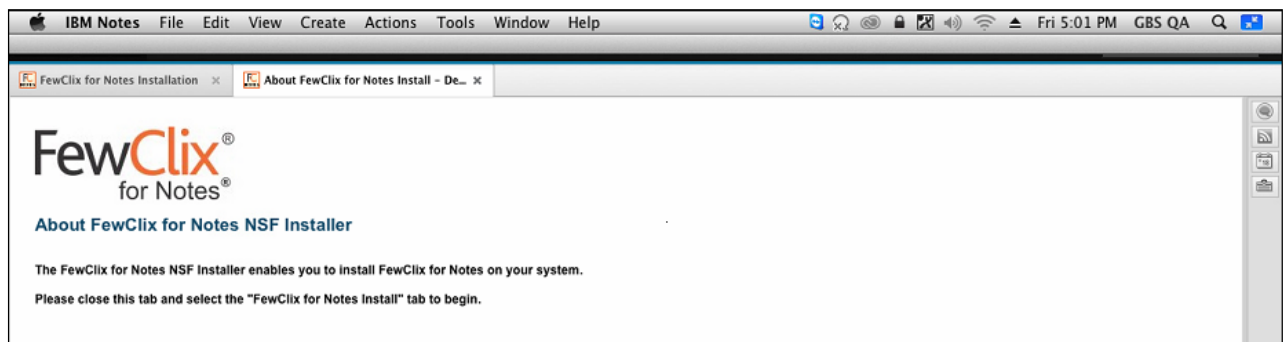 IBM Notes File Edit View Create Actions Tools Window Help Fri 5:01 PM GBS QA
FewClix for Notes Installation × About FewClix for Notes Install - De... ×
FewClix®
for Notes®
About FewClix for Notes NSF Installer
The FewClix for Notes NSF Installer enables you to install FewClix for Notes on your system.
Please close this tab and select the "FewClix for Notes Install" tab to begin.